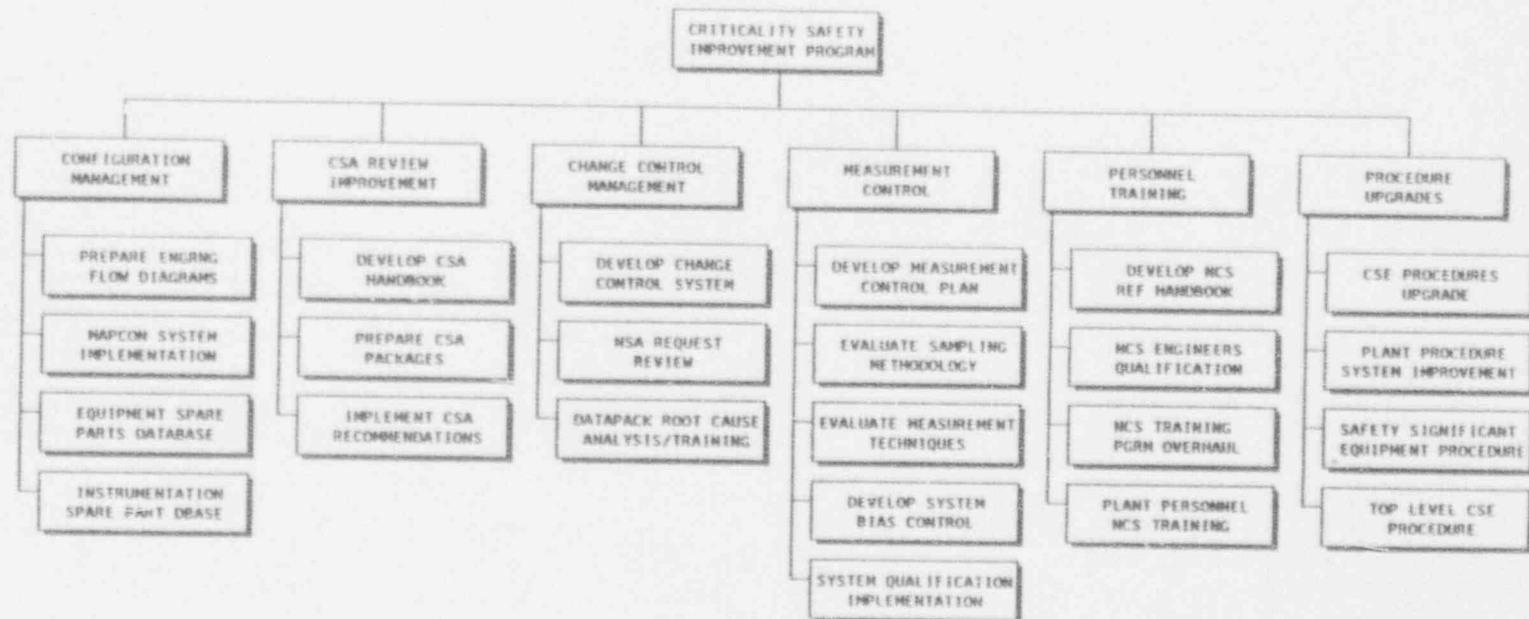 CRITICALITY SAFETY
IMPROVEMENT PROGRAM
CONFIGURATION
MANAGEMENT
PREPARE ENGRNG
FLOW DIAGRAMS
MAPCON SYSTEM
IMPLEMENTATION
EQUIPMENT SPARE
PARTS DATABASE
INSTRUMENTATION
SPARE PART DBASE
CSA REVIEW
IMPROVEMENT
DEVELOP CSA
HANDBOOK
PREPARE CSA
PACKAGES
IMPLEMENT CSA
RECOMMENDATIONS
CHANGE CONTROL
MANAGEMENT
DEVELOP CHANGE
CONTROL SYSTEM
NSA REQUEST
REVIEW
DATAPACK ROOT CAUSE
ANALYSIS/TRAINING
MEASUREMENT
CONTROL
DEVELOP MEASUREMENT
CONTROL PLAN
EVALUATE SAMPLING
METHODOLOGY
EVALUATE MEASUREMENT
TECHNIQUES
DEVELOP SYSTEM
BIAS CONTROL
SYSTEM QUALIFICATION
IMPLEMENTATION
PERSONNEL
TRAINING
DEVELOP NCS
REF HANDBOOK
NCS ENGINEERS
QUALIFICATION
NCS TRAINING
PGRM OVERHAUL
PLANT PERSONNEL
NCS TRAINING
PROCEDURE
UPGRADES
CSE PROCEDURES
UPGRADE
PLANT PROCEDURE
SYSTEM IMPROVEMENT
SAFETY SIGNIFICANT
EQUIPMENT PROCEDURE
TOP LEVEL CSE
PROCEDURE